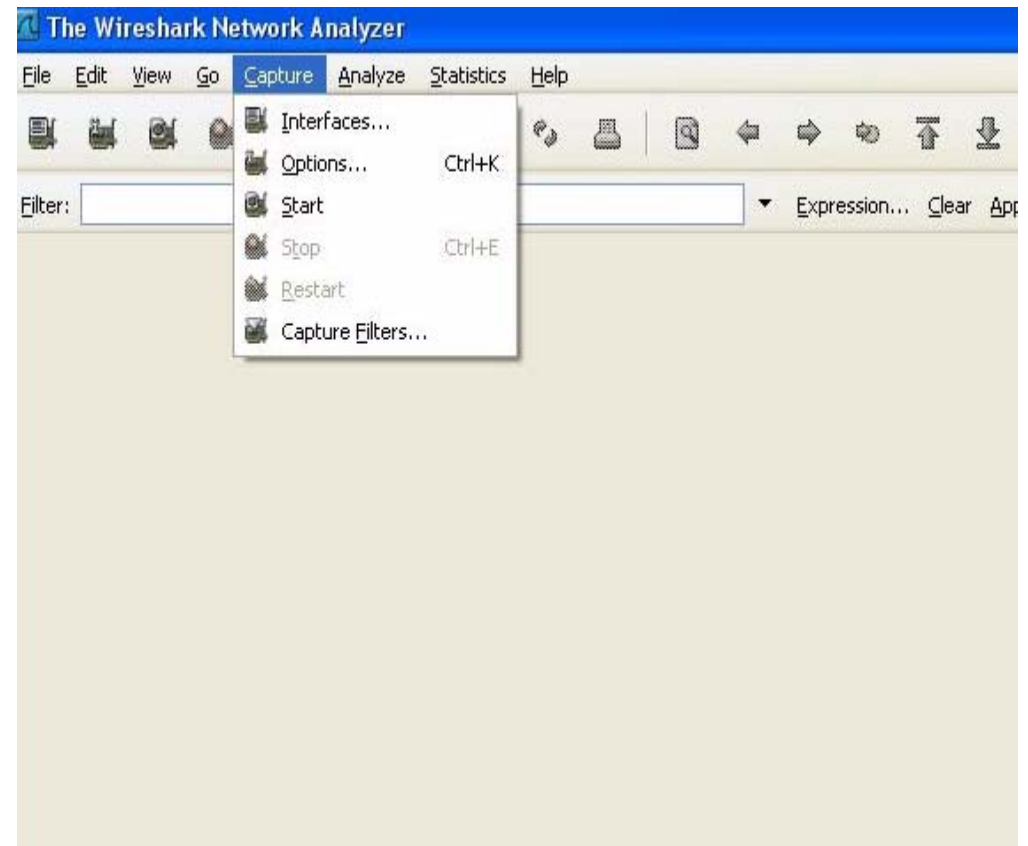 The Wireshark Network Analyzer
File Edit View Go Capture Analyze Statistics Help
Interfaces...
Options... Ctrl+K
Start
Stop Ctrl+E
Restart
Capture Filters...
Filter: Expression... Clear App